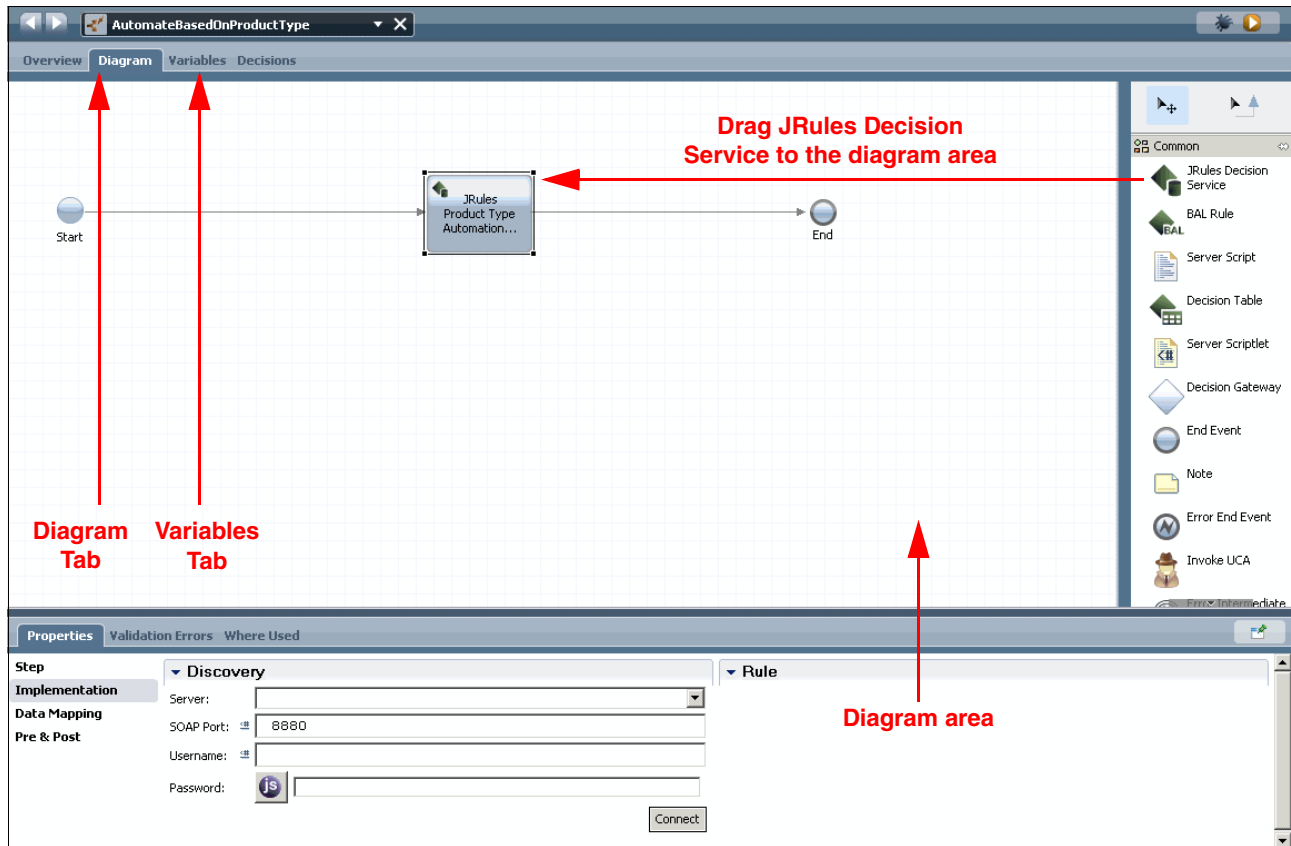 AutomateBasedOnProductType
Overview Diagram Variables Decisions
Drag JRules Decision
Service to the diagram area
Common
JRules Decision
Service
BAL Rule
BAL
Server Script
Decision Table
Server Scriptlet
Decision Gateway
End Event
Note
Error End Event
Invoke UCA
Error Intermediate
Start
JRules
Product Type
Automation...
End
Diagram
Tab
Variables
Tab
Properties Validation Errors Where Used
Step
Implementation
Data Mapping
Pre & Post
Discovery
Server:
SOAP Port: 8880
Username:
Password: js
Connect
Rule
Diagram area